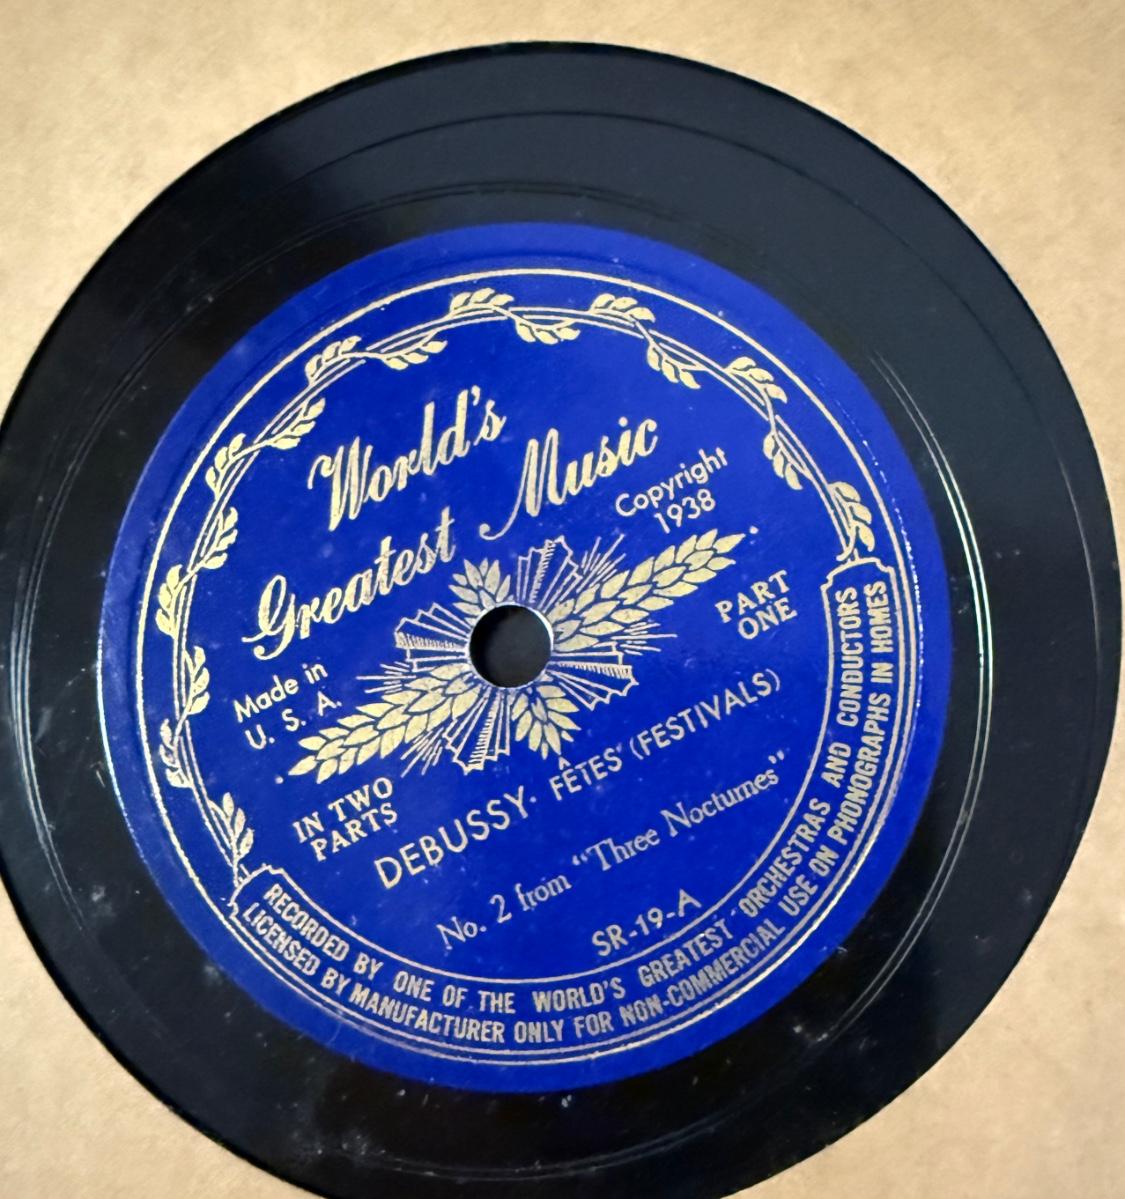 World's
Greatest Music
Copyright
1938
Made in
U. S. A.
PART
ONE
IN TWO
PARTS
DEBUSSY· FÊTES' (FESTIVALS)
No. 2 from "Three Nocturnes"
SR-19-A
RECORDED BY ONE OF THE WORLD'S GREATEST ORCHESTRAS AND CONDUCTORS
LICENSED BY MANUFACTURER ONLY FOR NON-COMMERCIAL USE ON PHONOGRAPHS IN HOMES